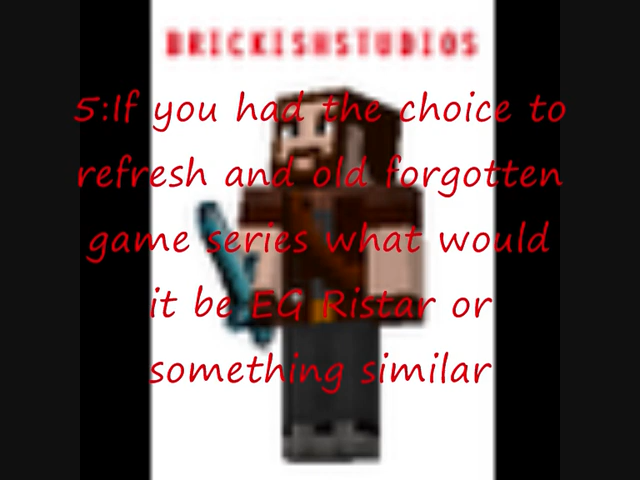 BRICKISHSTUDIOS
5:If you had the choice to
refresh and old forgotten
game series what would
it be EG Ristar or
something similar